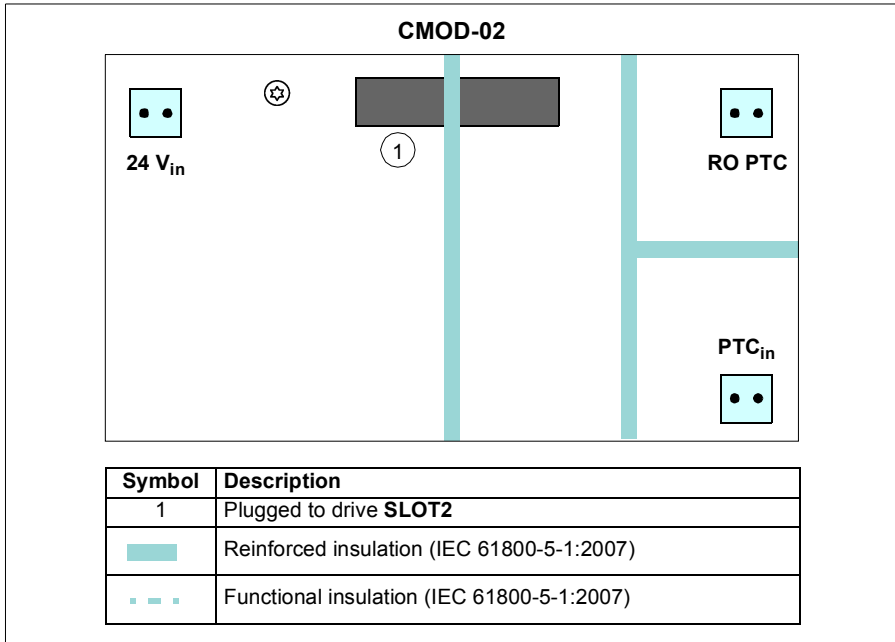 CMOD-02
24 Vin
1
RO PTC
PTCin
Symbol Description
1 Plugged to drive SLOT2
Reinforced insulation (IEC 61800-5-1:2007)
Functional insulation (IEC 61800-5-1:2007)